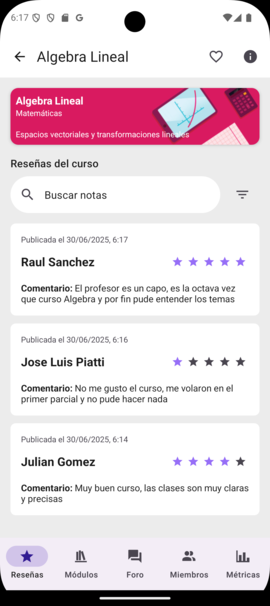 6:17
Algebra Lineal
Algebra Lineal
Matemáticas
Espacios vectoriales y transformaciones lineales
Reseñas del curso
Buscar notas
Publicada el 30/06/2025, 6:17
Raul Sanchez
Comentario: El profesor es un capo, es la octava vez
que curso Algebra y por fin pude entender los temas
Publicada el 30/06/2025, 6:16
Jose Luis Piatti
Comentario: No me gusto el curso, me volaron en el
primer parcial y no pude hacer nada
Publicada el 30/06/2025, 6:14
Julian Gomez
Comentario: Muy buen curso, las clases son muy claras
y precisas
Reseñas
Módulos
Foro
Miembros
Métricas